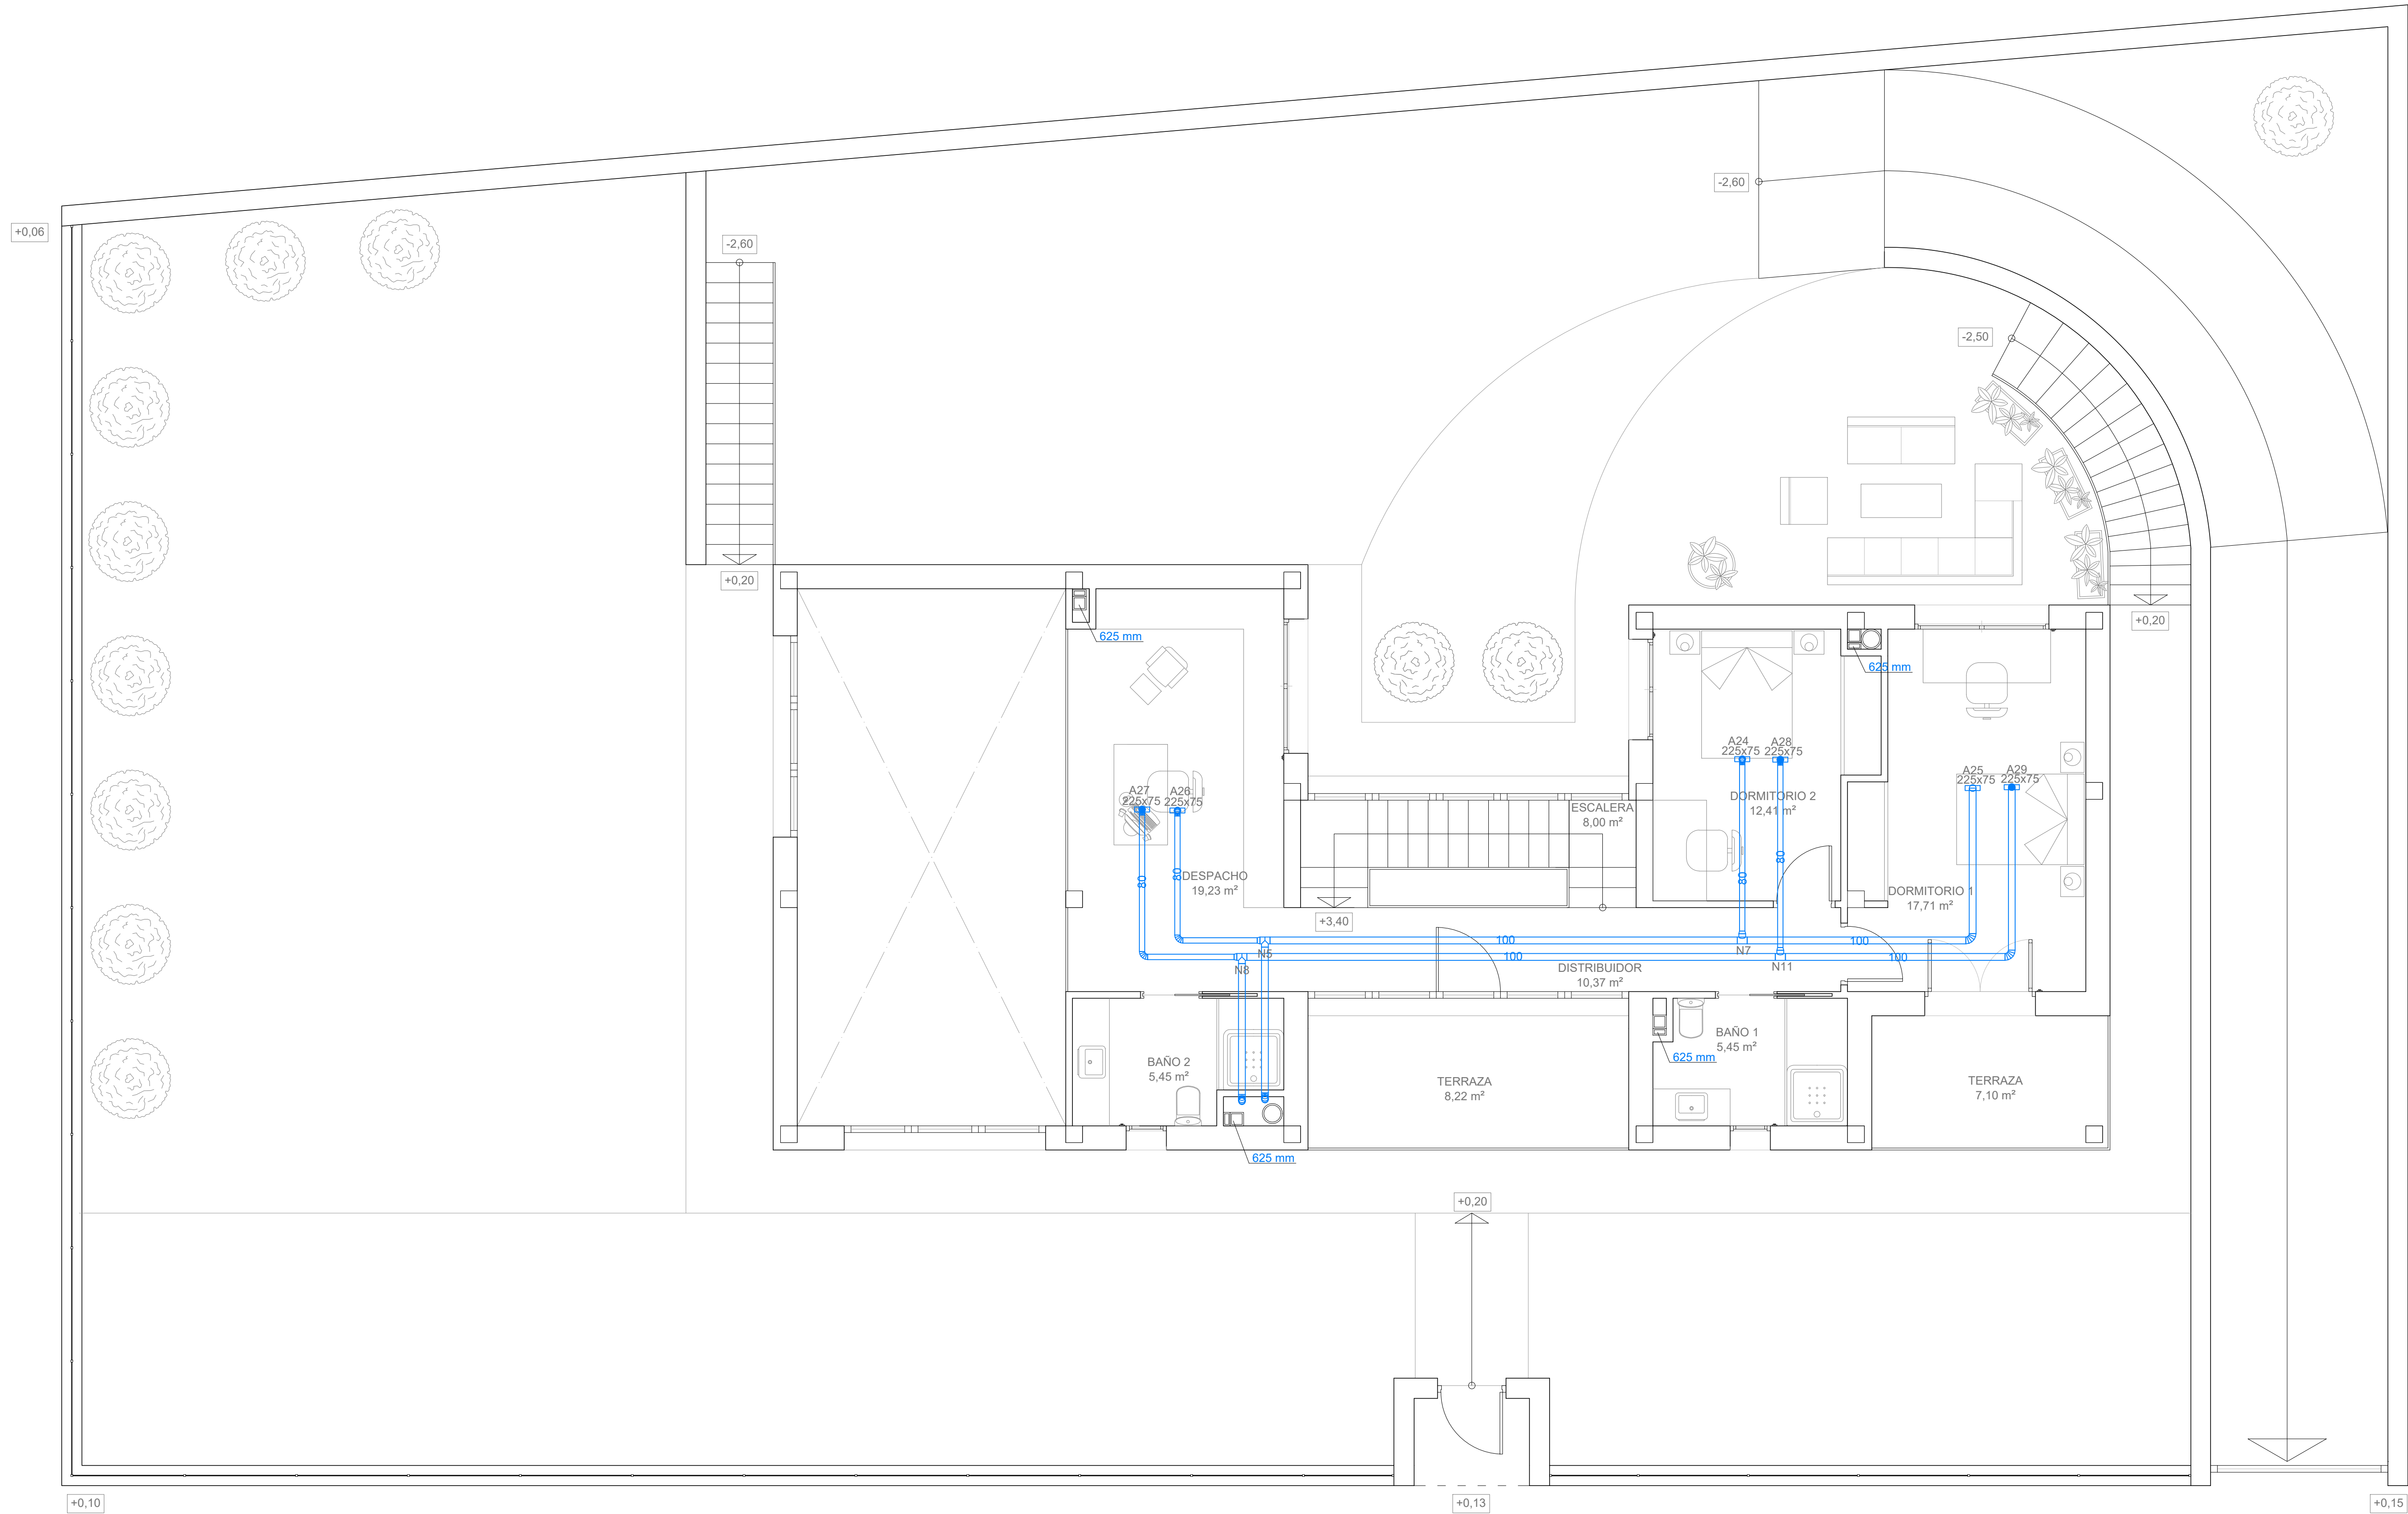 -2,60
+0,06
-2,60
-2,50
+0,20
+0,20
625 mm
625 mm
A24
225x75
A28
225x75
A25
225x75
A29
225x75
A27
225x75
A26
225x75
DORMITORIO 2
12,41 m²
ESCALERA
8,00 m²
80
80
80
80
DESPACHO
19,23 m²
DORMITORIO 1
17,71 m²
+3,40
100
100
N5
N7
100
100
N8
N11
DISTRIBUIDOR
10,37 m²
BAÑO 1
5,45 m²
625 mm
BAÑO 2
5,45 m²
TERRAZA
8,22 m²
TERRAZA
7,10 m²
625 mm
+0,20
+0,10
+0,13
+0,15